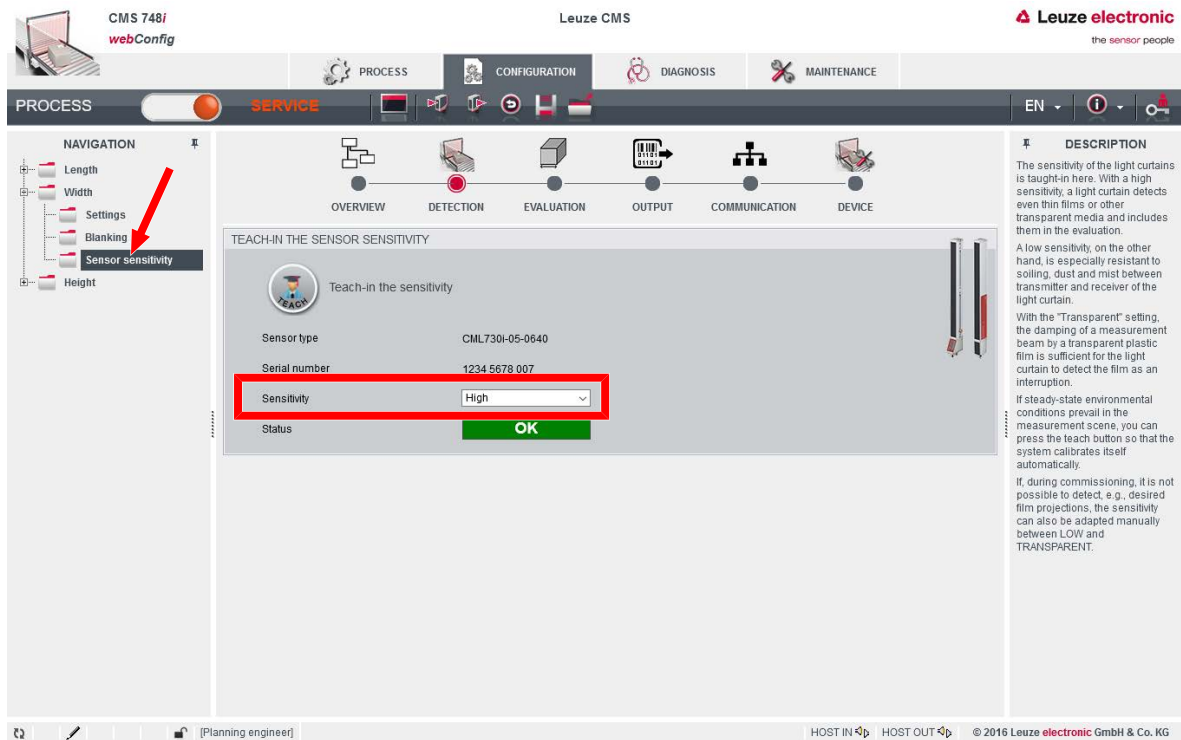 CMS 748i
webConfig
Leuze CMS
Leuze electronic
the sensor people
PROCESS
CONFIGURATION
DIAGNOSIS
MAINTENANCE
PROCESS
SERVICE
EN
NAVIGATION
Length
Width
Settings
Blanking
Sensor sensitivity
Height
OVERVIEW
DETECTION
EVALUATION
OUTPUT
COMMUNICATION
DEVICE
TEACH-IN THE SENSOR SENSITIVITY
TEACH
Teach-in the sensitivity
Sensor type
CML730i-05-0640
Serial number
1234 5678 007
Sensitivity
High
Status
OK
DESCRIPTION
The sensitivity of the light curtains
is taught-in here. With a high
sensitivity, a light curtain detects
even thin films or other
transparent media and includes
them in the evaluation.
A low sensitivity, on the other
hand, is especially resistant to
soiling, dust and mist between
transmitter and receiver of the
light curtain.
With the "Transparent" setting,
the damping of a measurement
beam by a transparent plastic
film is sufficient for the light
curtain to detect the film as an
interruption.
If steady-state environmental
conditions prevail in the
measurement scene, you can
press the teach button so that the
system calibrates itself
automatically.
If, during commissioning, it is not
possible to detect, e.g., desired
film projections, the sensitivity
can also be adapted manually
between LOW and
TRANSPARENT.
[Planning engineer]
HOST IN
HOST OUT
© 2016 Leuze electronic GmbH & Co. KG